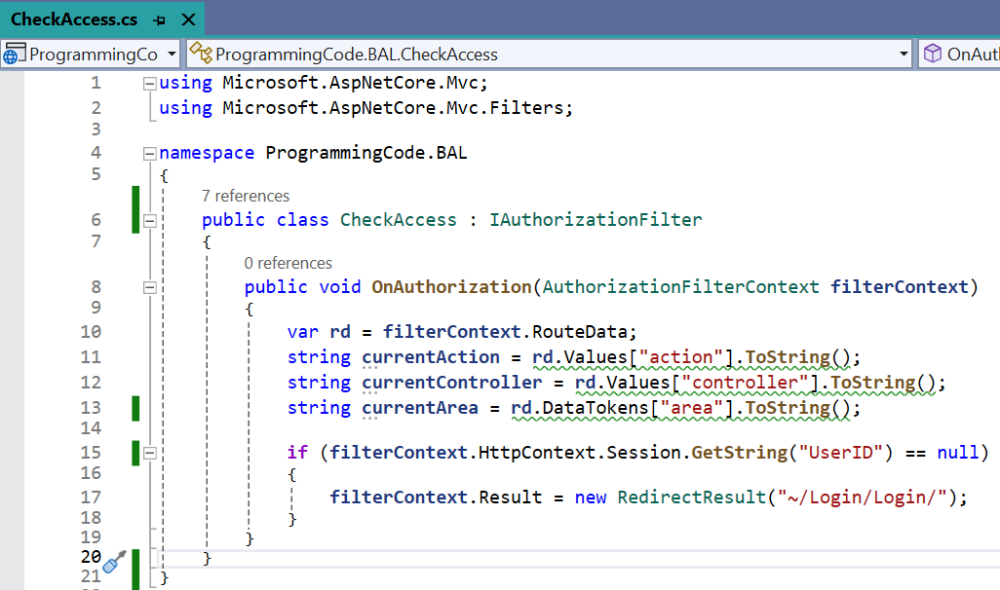 CheckAccess.cs
ProgrammingCo ProgrammingCode.BAL.CheckAccess OnAut
1 using Microsoft.AspNetCore.Mvc;
2 using Microsoft.AspNetCore.Mvc.Filters;
3
4 namespace ProgrammingCode.BAL
5 {
7 references
6 public class CheckAccess : IAuthorizationFilter
7 {
0 references
8 public void OnAuthorization(AuthorizationFilterContext filterContext)
9 {
10 var rd = filterContext.RouteData;
11 string currentAction = rd.Values["action"].ToString();
12 string currentController = rd.Values["controller"].ToString();
13 string currentArea = rd.DataTokens["area"].ToString();
14
15 if (filterContext.HttpContext.Session.GetString("UserID") == null)
16 {
17 filterContext.Result = new RedirectResult("~/Login/Login/");
18 }
19 }
20 }
21 }